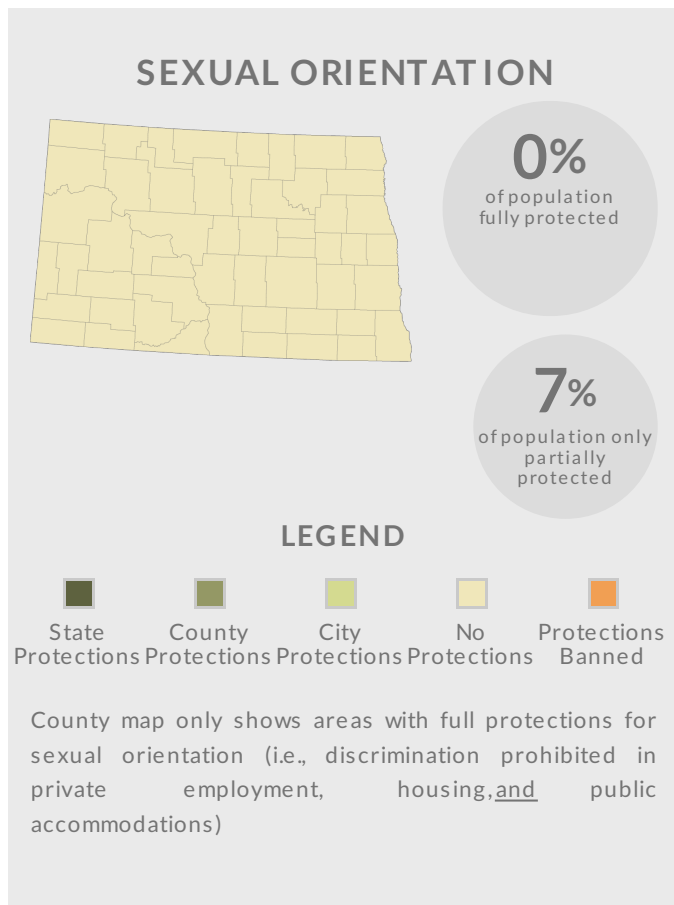 SEXUAL ORIENTATION
0%
of population
fully protected
7%
of population only
partially
protected
LEGEND
State
Protections
County
Protections
City
Protections
No
Protections
Protections
Banned
County map only shows areas with full protections for
sexual orientation (i.e., discrimination prohibited in
private employment, housing, and public
accommodations)